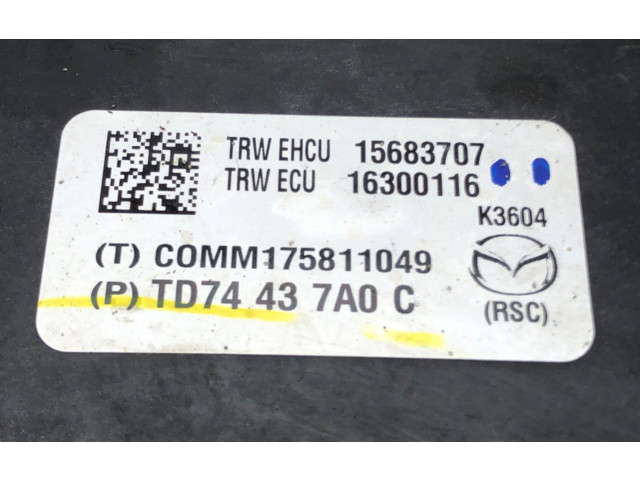 TRW EHCU 15683707
TRW ECU 16300116
K3604
(T) COMM175811049
(P) TD74 43 7A0 C
(RSC)